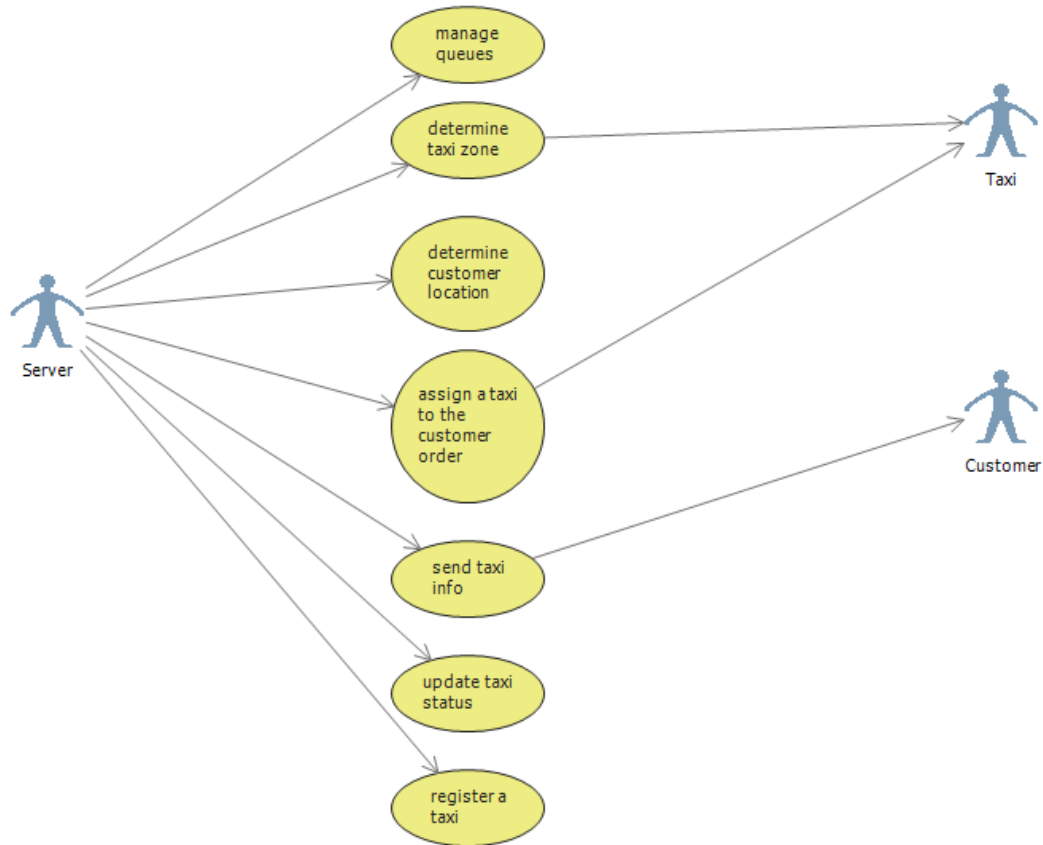 manage
queues
determine
taxi zone
Taxi
determine
customer
location
Server
assign a taxi
to the
customer
order
Customer
send taxi
info
update taxi
status
register a
taxi